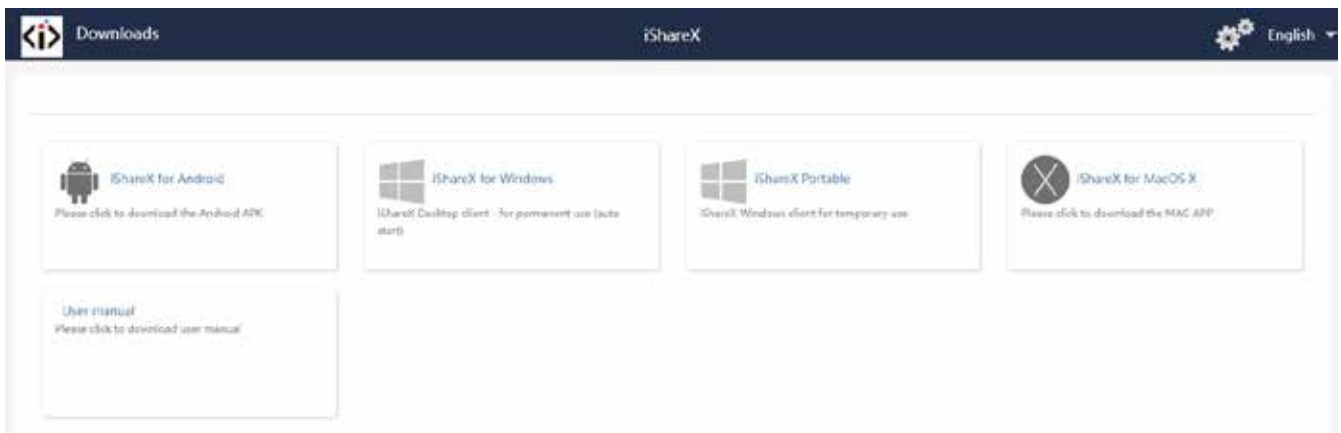 <i> Downloads
iShareX
English
iShareX for Android
Please click to download the Android APK
iShareX for Windows
iShareX Desktop client - for permanent use (auto
start)
iShareX Portable
iShareX Windows client for temporary use
iShareX for MacOS X
Please click to download the MAC APP
User manual
Please click to download user manual